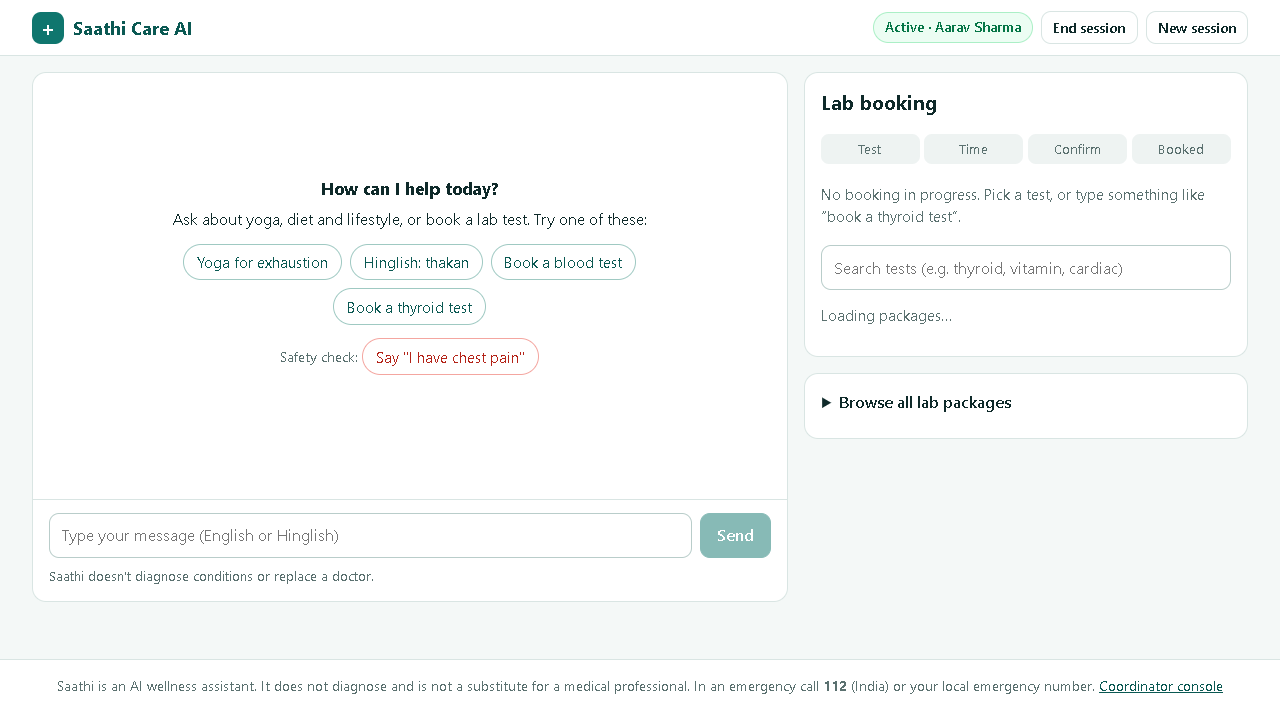 + Saathi Care AI
Active · Aarav Sharma
End session
New session
How can I help today?
Ask about yoga, diet and lifestyle, or book a lab test. Try one of these:
Yoga for exhaustion
Hinglish: thakan
Book a blood test
Book a thyroid test
Safety check:
Say "I have chest pain"
Type your message (English or Hinglish)
Send
Saathi doesn't diagnose conditions or replace a doctor.
Lab booking
Test
Time
Confirm
Booked
No booking in progress. Pick a test, or type something like
“book a thyroid test”.
Search tests (e.g. thyroid, vitamin, cardiac)
Loading packages…
▶ Browse all lab packages
Saathi is an AI wellness assistant. It does not diagnose and is not a substitute for a medical professional. In an emergency call 112 (India) or your local emergency number. Coordinator console